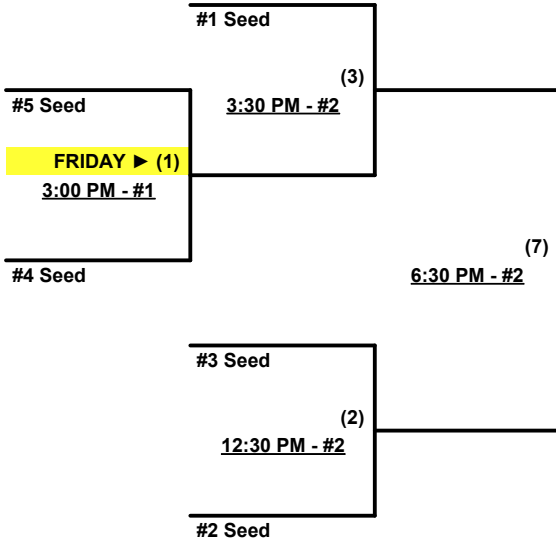 #1 Seed
(3)
3:30 PM - #2
#5 Seed
FRIDAY ► (1)
3:00 PM - #1
#4 Seed
(7)
6:30 PM - #2
#3 Seed
(2)
12:30 PM - #2
#2 Seed